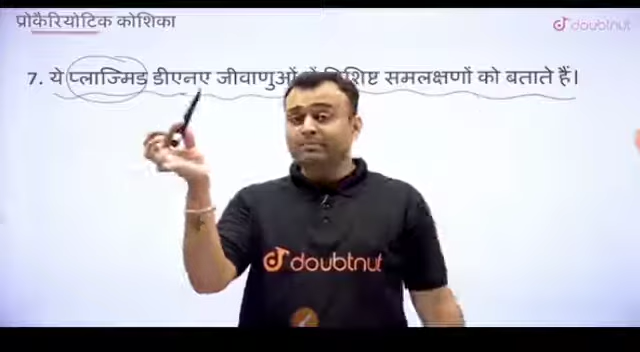 प्रोकैरियोटिक कोशिका
doubtnut
7. ये प्लाज्मिड डीएनए जीवाणुओं में विशिष्ट समलक्षणों को बताते हैं।
doubtnut